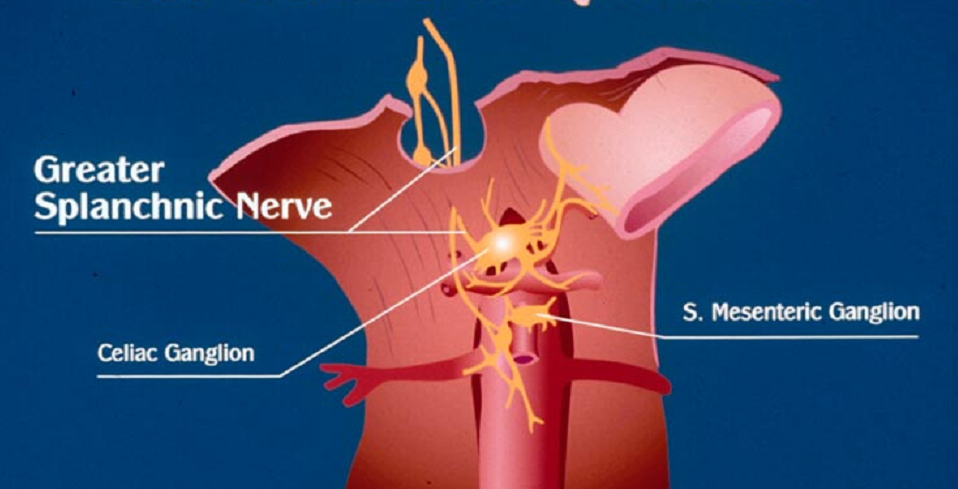 Greater
Splanchnic Nerve
S. Mesenteric Ganglion
Celiac Ganglion